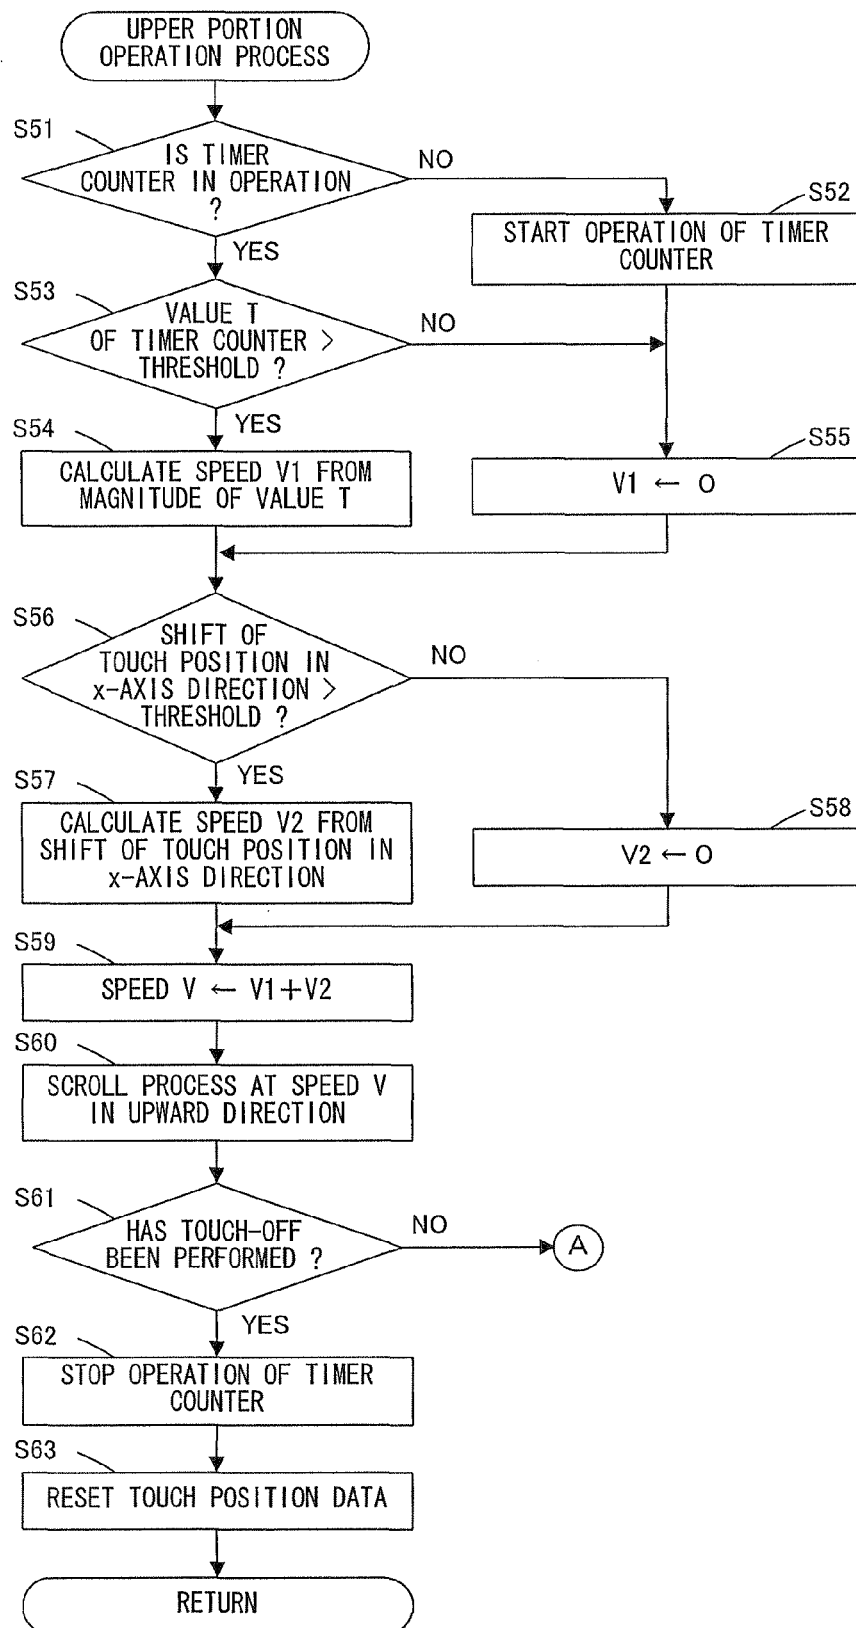 UPPER PORTION
OPERATION PROCESS
S51
IS TIMER
COUNTER IN OPERATION
?
NO
YES
S52
START OPERATION OF TIMER
COUNTER
S53
VALUE T
OF TIMER COUNTER >
THRESHOLD ?
NO
YES
S54
CALCULATE SPEED V1 FROM
MAGNITUDE OF VALUE T
S55
V1 ← 0
S56
SHIFT OF
TOUCH POSITION IN
x-AXIS DIRECTION >
THRESHOLD ?
NO
YES
S57
CALCULATE SPEED V2 FROM
SHIFT OF TOUCH POSITION IN
x-AXIS DIRECTION
S58
V2 ← 0
S59
SPEED V ← V1+V2
S60
SCROLL PROCESS AT SPEED V
IN UPWARD DIRECTION
S61
HAS TOUCH-OFF
BEEN PERFORMED ?
NO
A
YES
S62
STOP OPERATION OF TIMER
COUNTER
S63
RESET TOUCH POSITION DATA
RETURN